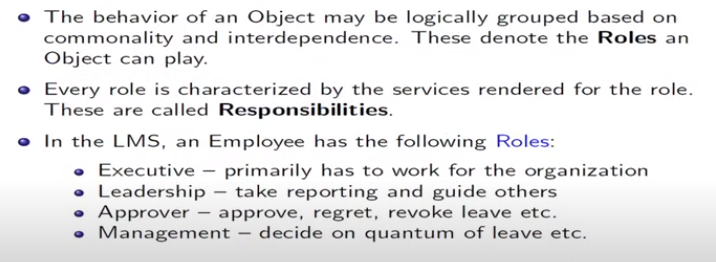 The behavior of an Object may be logically grouped based on
commonality and interdependence. These denote the Roles an
Object can play.
Every role is characterized by the services rendered for the role.
These are called Responsibilities.
In the LMS, an Employee has the following Roles:
Executive – primarily has to work for the organization
Leadership – take reporting and guide others
Approver – approve, regret, revoke leave etc.
Management – decide on quantum of leave etc.